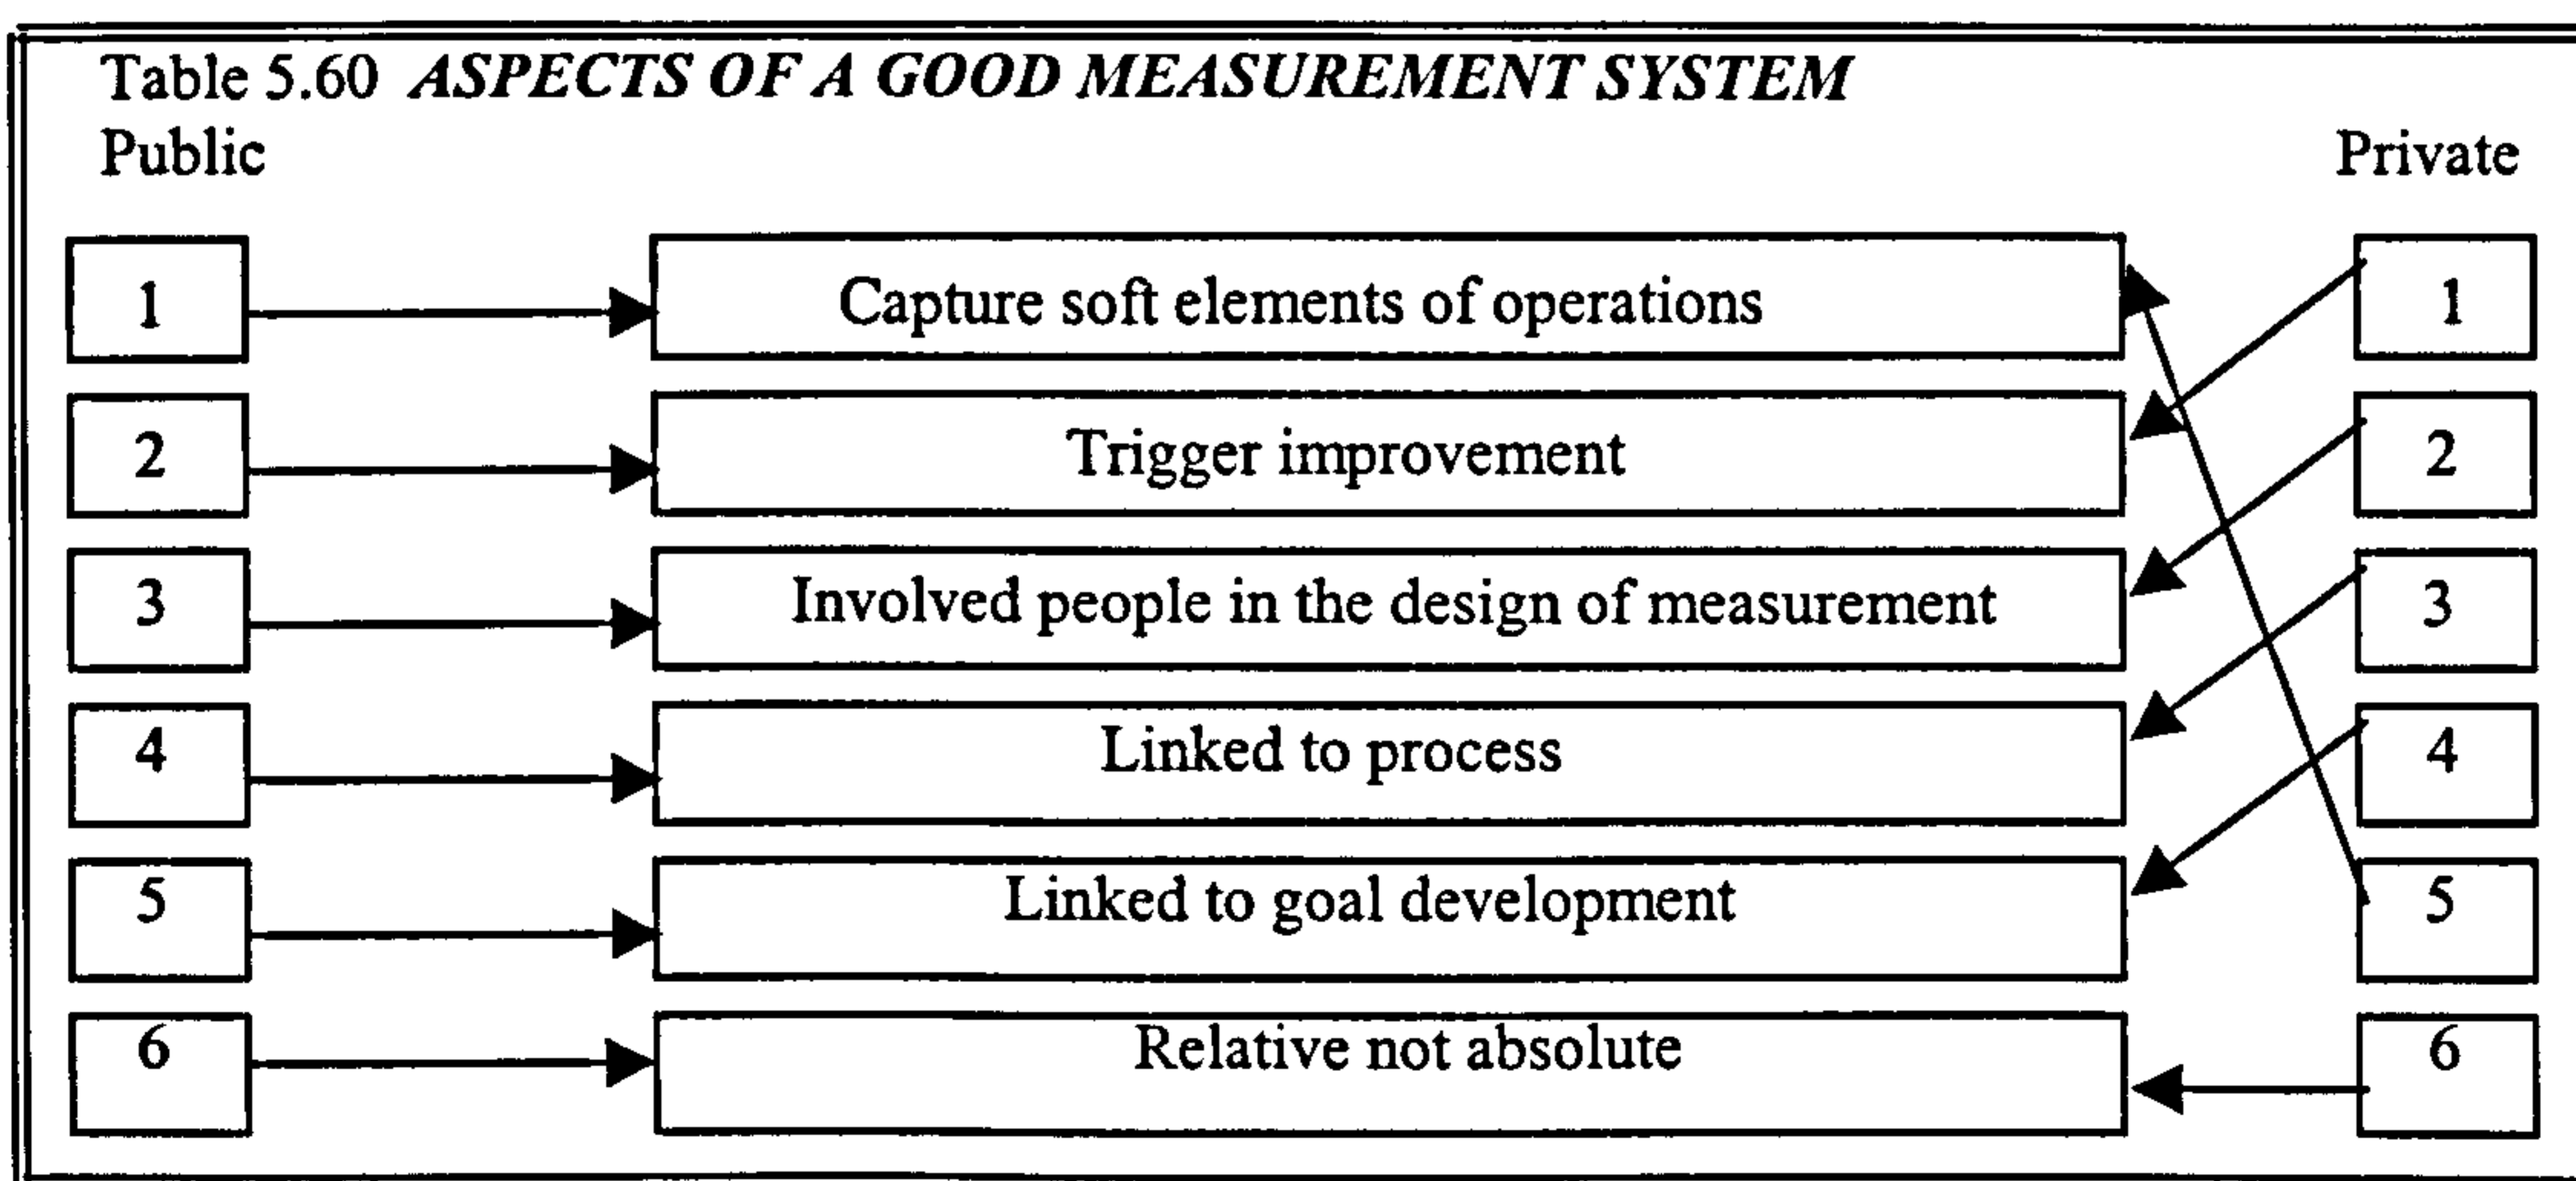 Table 5.60 ASPECTS OF A GOOD MEASUREMENT SYSTEM
Public Private
1 Capture soft elements of operations 1
2 Trigger improvement 2
3 Involved people in the design of measurement 3
4 Linked to process 4
5 Linked to goal development 5
6 Relative not absolute 6